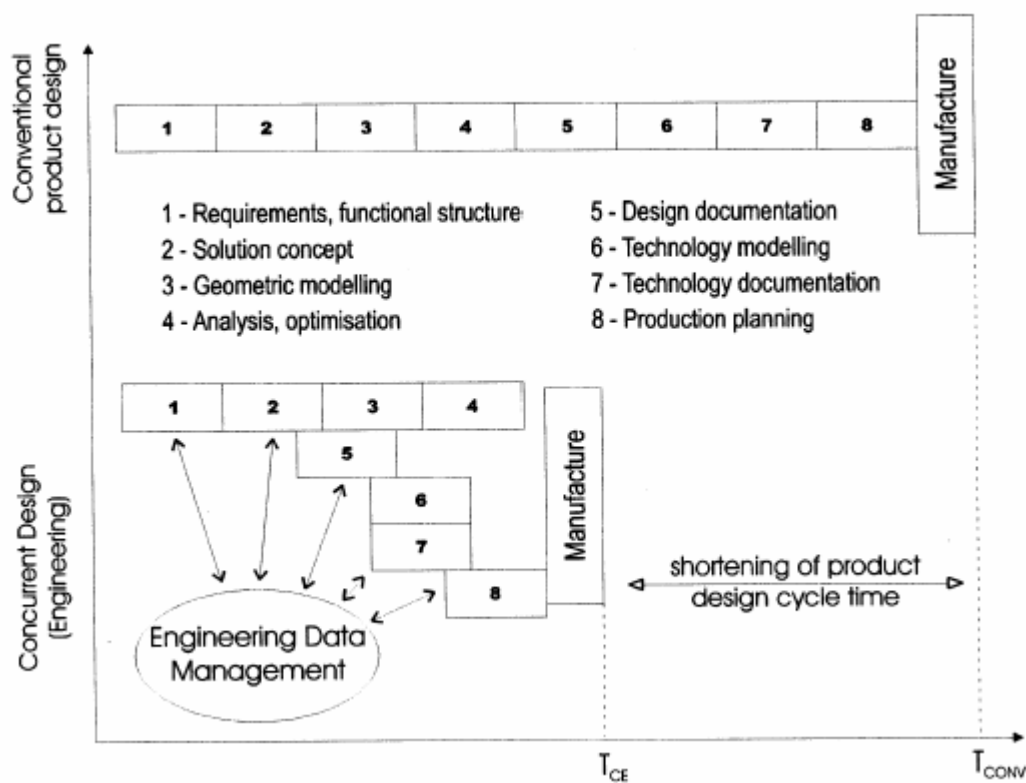 Conventional
product design
1
2
3
4
5
6
7
8
Manufacture
1 - Requirements, functional structure
2 - Solution concept
3 - Geometric modelling
4 - Analysis, optimisation
5 - Design documentation
6 - Technology modelling
7 - Technology documentation
8 - Production planning
Concurrent Design
(Engineering)
1
2
3
4
5
6
7
8
Manufacture
Engineering Data
Management
shortening of product
design cycle time
T_CE
T_CONV